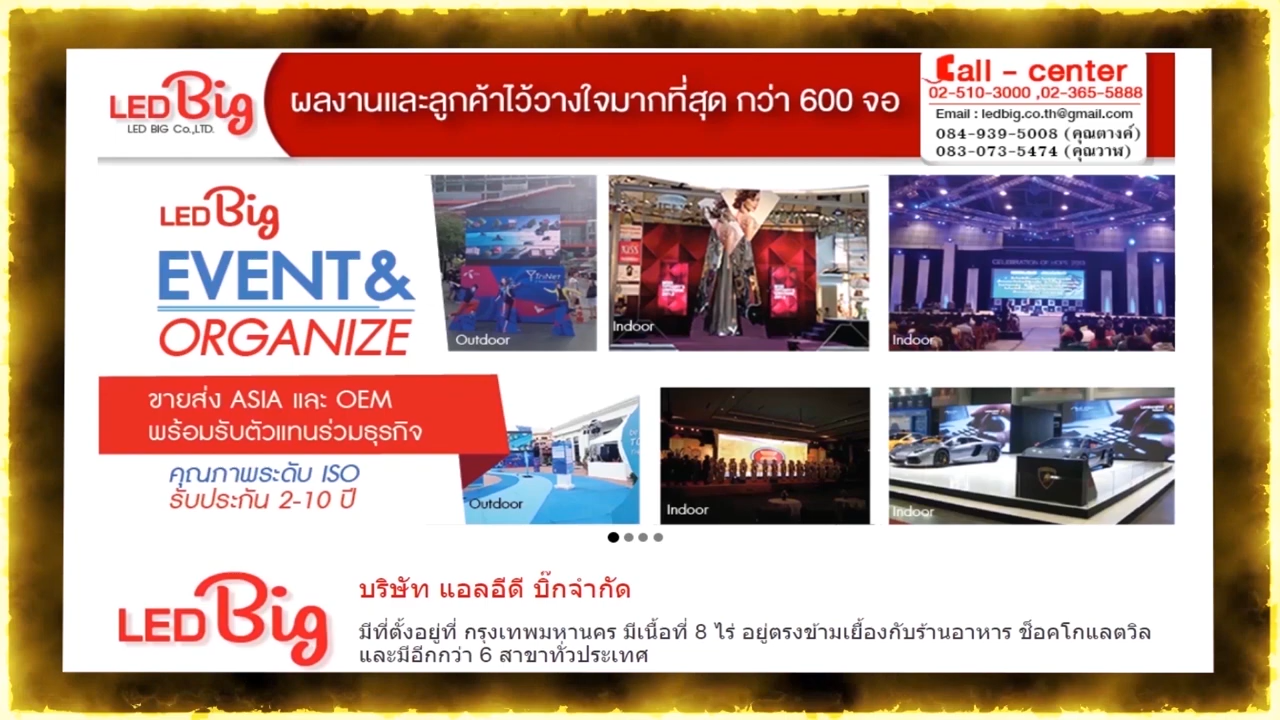 LED Big
LED BIG Co.,LTD.
ผลงานและลูกค้าไว้วางใจมากที่สุด กว่า 600 จอ
Call - center
02-510-3000 ,02-365-5888
Email : ledbig.co.th@gmail.com
084-939-5008 (คุณตางค์)
083-073-5474 (คุณวาฬ)
LED Big
EVENT&
ORGANIZE
Outdoor
Indoor
CELEBRATION OF HOPE 2013
Indoor
ขายส่ง ASIA และ OEM
พร้อมรับตัวแทนร่วมธุรกิจ
คุณภาพระดับ ISO
รับประกัน 2-10 ปี
Outdoor
Indoor
Indoor
LED Big
บริษัท แอลอีดี บิ๊กจำกัด
มีที่ตั้งอยู่ที่ กรุงเทพมหานคร มีเนื้อที่ 8 ไร่ อยู่ตรงข้ามเยื้องกับร้านอาหาร ช็อคโกแลตวิล
และมีอีกกว่า 6 สาขาทั่วประเทศ